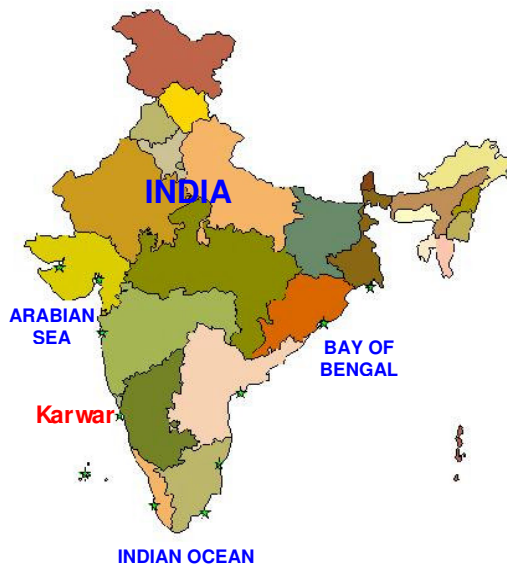 INDIA
ARABIAN
SEA
BAY OF
BENGAL
Karwar
INDIAN OCEAN